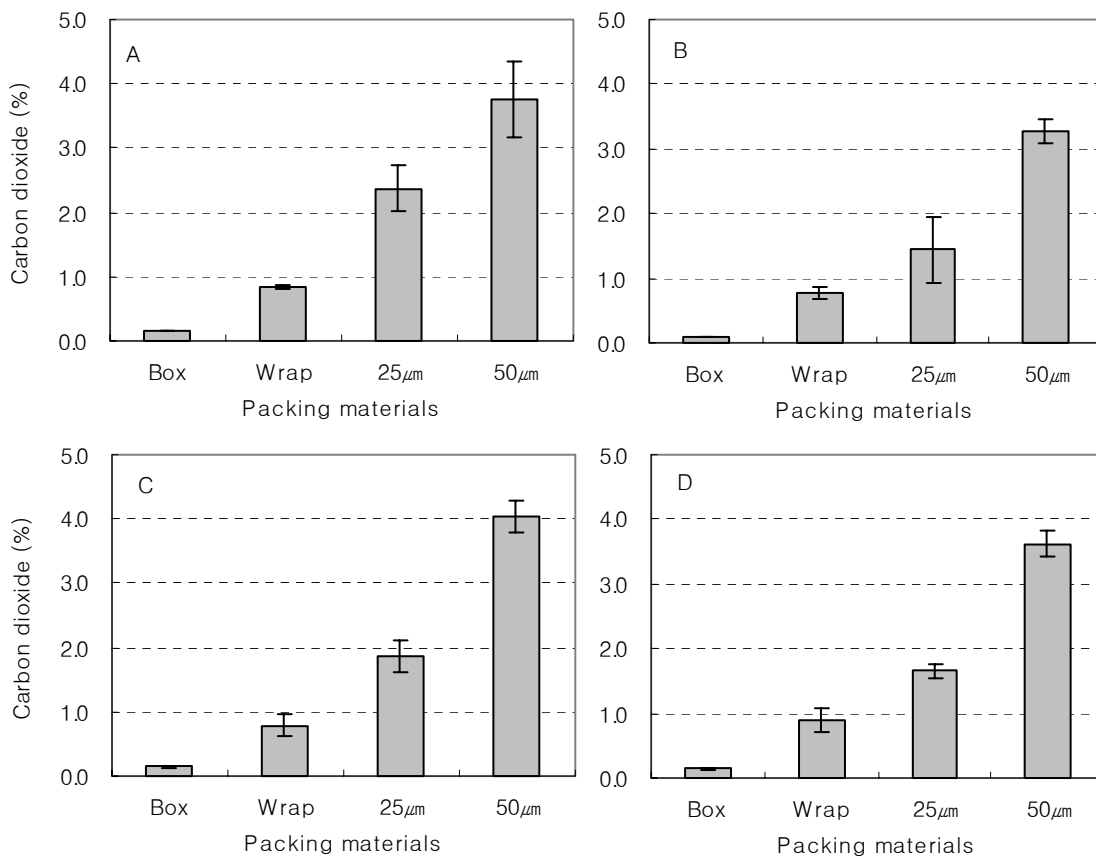 A
5.0
4.0
3.0
2.0
1.0
0.0
Carbon dioxide (%)
Box Wrap 25㎛ 50㎛
Packing materials
B
5.0
4.0
3.0
2.0
1.0
0.0
Box Wrap 25㎛ 50㎛
Packing materials
C
5.0
4.0
3.0
2.0
1.0
0.0
Carbon dioxide (%)
Box Wrap 25㎛ 50㎛
Packing materials
D
5.0
4.0
3.0
2.0
1.0
0.0
Box Wrap 25㎛ 50㎛
Packing materials